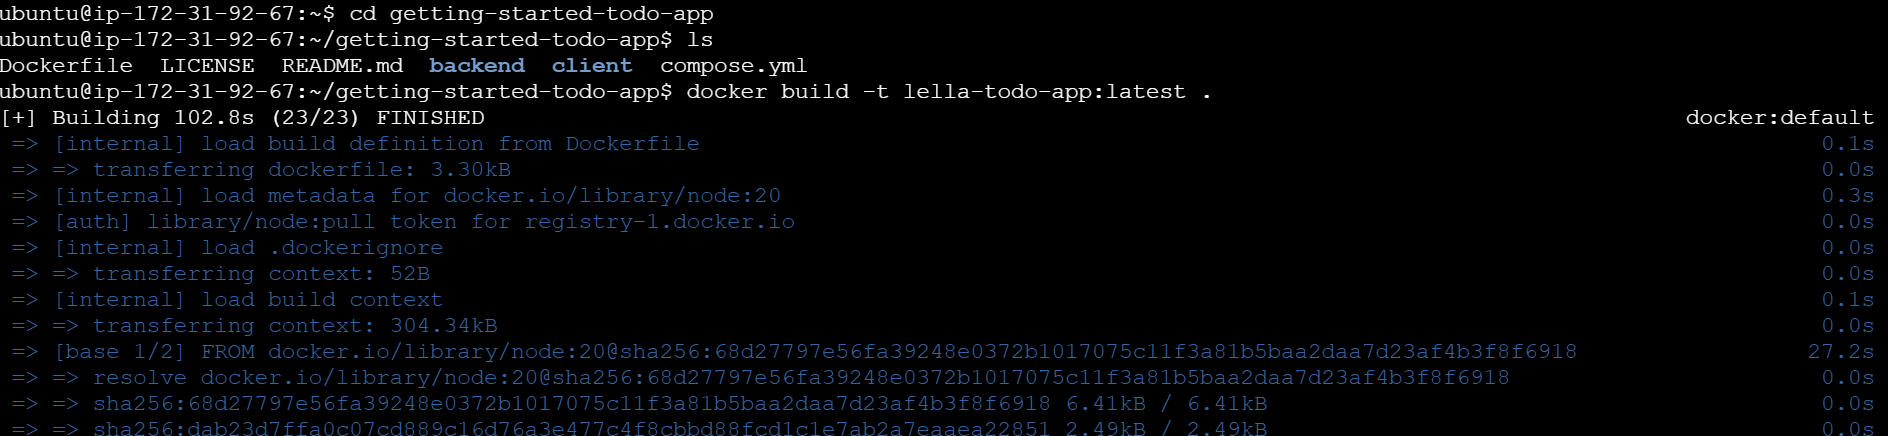 ubuntu@ip-172-31-92-67:~$ cd getting-started-todo-app
ubuntu@ip-172-31-92-67:~/getting-started-todo-app$ ls
Dockerfile  LICENSE  README.md  backend  client  compose.yml
ubuntu@ip-172-31-92-67:~/getting-started-todo-app$ docker build -t lella-todo-app:latest .
[+] Building 102.8s (23/23) FINISHED docker:default
=> [internal] load build definition from Dockerfile 0.1s
=> => transferring dockerfile: 3.30kB 0.0s
=> [internal] load metadata for docker.io/library/node:20 0.3s
=> [auth] library/node:pull token for registry-1.docker.io 0.0s
=> [internal] load .dockerignore 0.0s
=> => transferring context: 52B 0.0s
=> [internal] load build context 0.1s
=> => transferring context: 304.34kB 0.0s
=> [base 1/2] FROM docker.io/library/node:20@sha256:68d27797e56fa39248e0372b1017075c11f3a81b5baa2daa7d23af4b3f8f6918 27.2s
=> => resolve docker.io/library/node:20@sha256:68d27797e56fa39248e0372b1017075c11f3a81b5baa2daa7d23af4b3f8f6918 0.0s
=> => sha256:68d27797e56fa39248e0372b1017075c11f3a81b5baa2daa7d23af4b3f8f6918 6.41kB / 6.41kB 0.0s
=> => sha256:dab23d7ffa0c07cd889c16d76a3e477c4f8cbbd88fcd1c1e7ab2a7eaaea22851 2.49kB / 2.49kB 0.0s